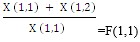 X (1,1) + X (1,2)
X (1,1)
=F(1,1)